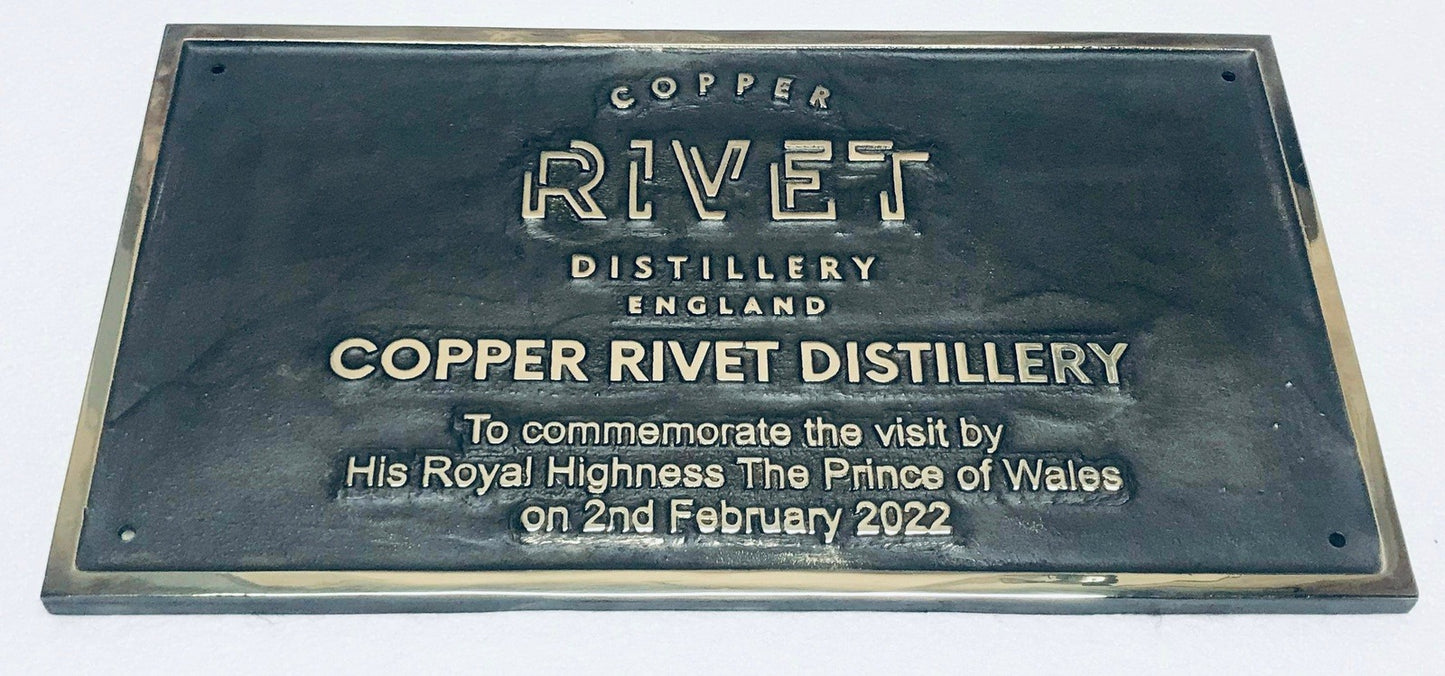 COPPER
RIVET
DISTILLERY
ENGLAND
COPPER RIVET DISTILLERY
To commemorate the visit by
His Royal Highness The Prince of Wales
on 2nd February 2022